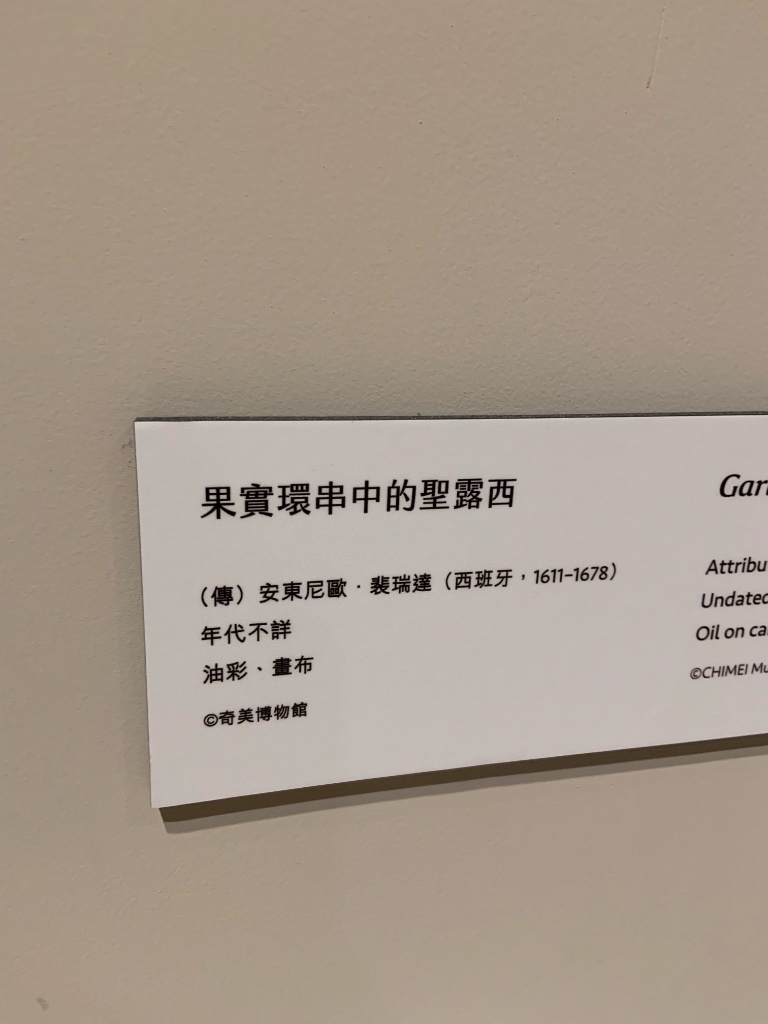 果實環串中的聖露西
（傳）安東尼歐．裴瑞達（西班牙，1611-1678）
年代不詳
油彩、畫布
©奇美博物館
Attribu
Undated
Oil on ca
©CHIMEI Mu